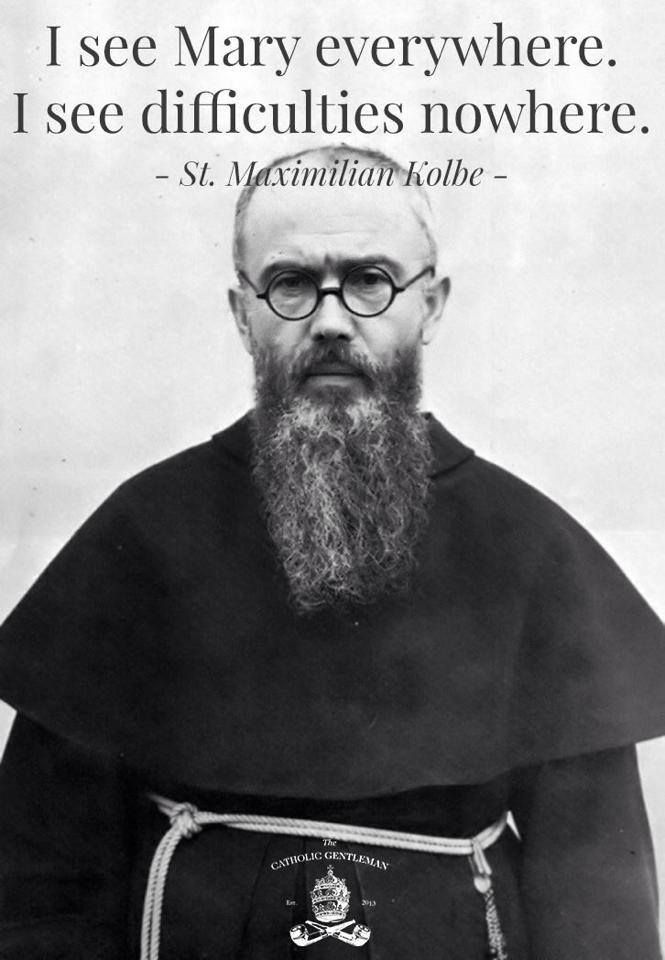 I see Mary everywhere.
I see difficulties nowhere.
- St. Maximilian Kolbe -
The
CATHOLIC GENTLEMAN
Est. 2013